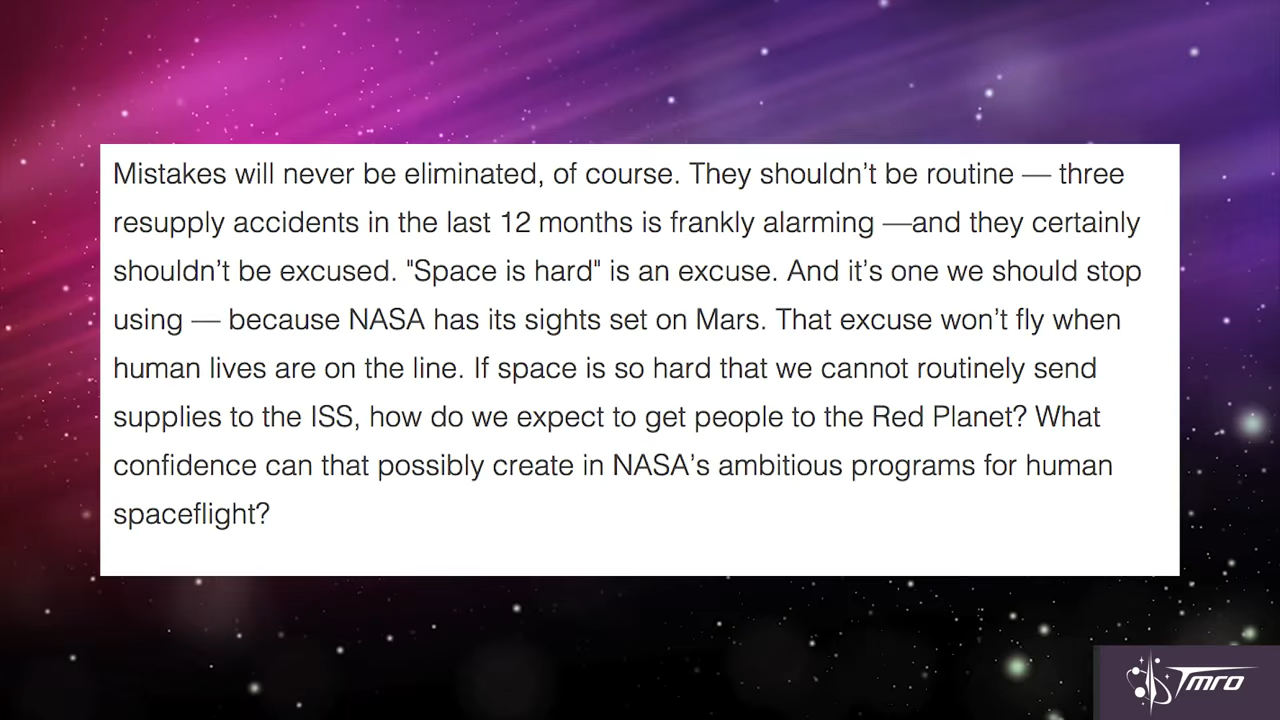 Mistakes will never be eliminated, of course. They shouldn’t be routine — three
resupply accidents in the last 12 months is frankly alarming —and they certainly
shouldn’t be excused. "Space is hard" is an excuse. And it’s one we should stop
using — because NASA has its sights set on Mars. That excuse won’t fly when
human lives are on the line. If space is so hard that we cannot routinely send
supplies to the ISS, how do we expect to get people to the Red Planet? What
confidence can that possibly create in NASA’s ambitious programs for human
spaceflight?
Tmro